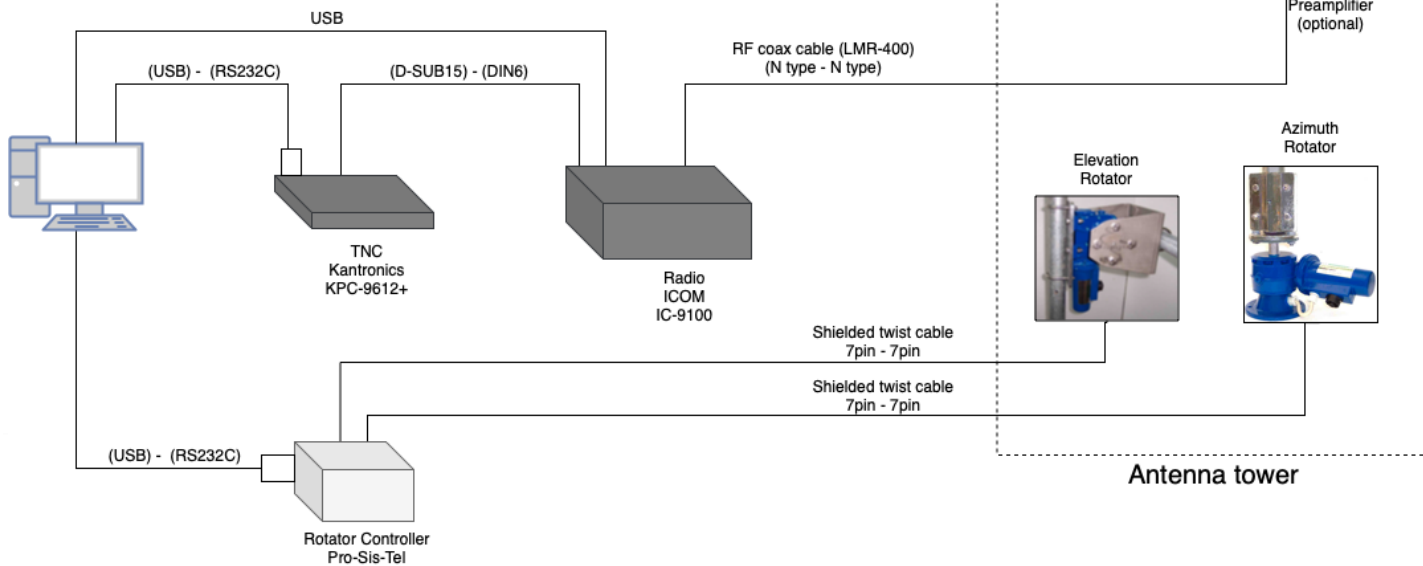 USB
Preamplifier
(optional)
RF coax cable (LMR-400)
(N type - N type)
(USB) - (RS232C)
(D-SUB15) - (DIN6)
Azimuth
Rotator
Elevation
Rotator
TNC
Kantronics
KPC-9612+
Radio
ICOM
IC-9100
Shielded twist cable
7pin - 7pin
Shielded twist cable
7pin - 7pin
(USB) - (RS232C)
Antenna tower
Rotator Controller
Pro-Sis-Tel